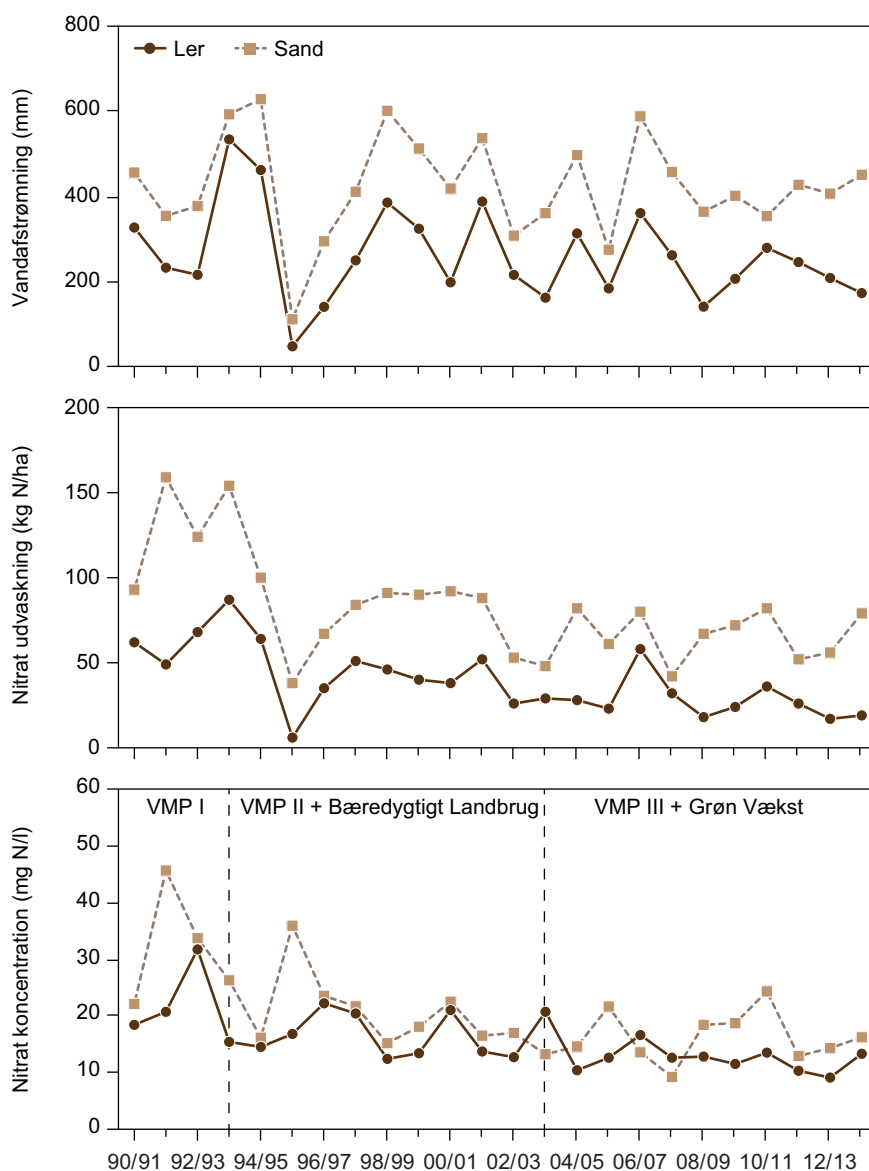 800
Ler Sand
600
400
200
0
Vandafstrømning (mm)
200
150
100
50
0
Nitrat udvaskning (kg N/ha)
60
VMP I VMP II + Bæredygtigt Landbrug VMP III + Grøn Vækst
50
40
30
20
10
0
Nitrat koncentration (mg N/l)
90/91 92/93 94/95 96/97 98/99 00/01 02/03 04/05 06/07 08/09 10/11 12/13